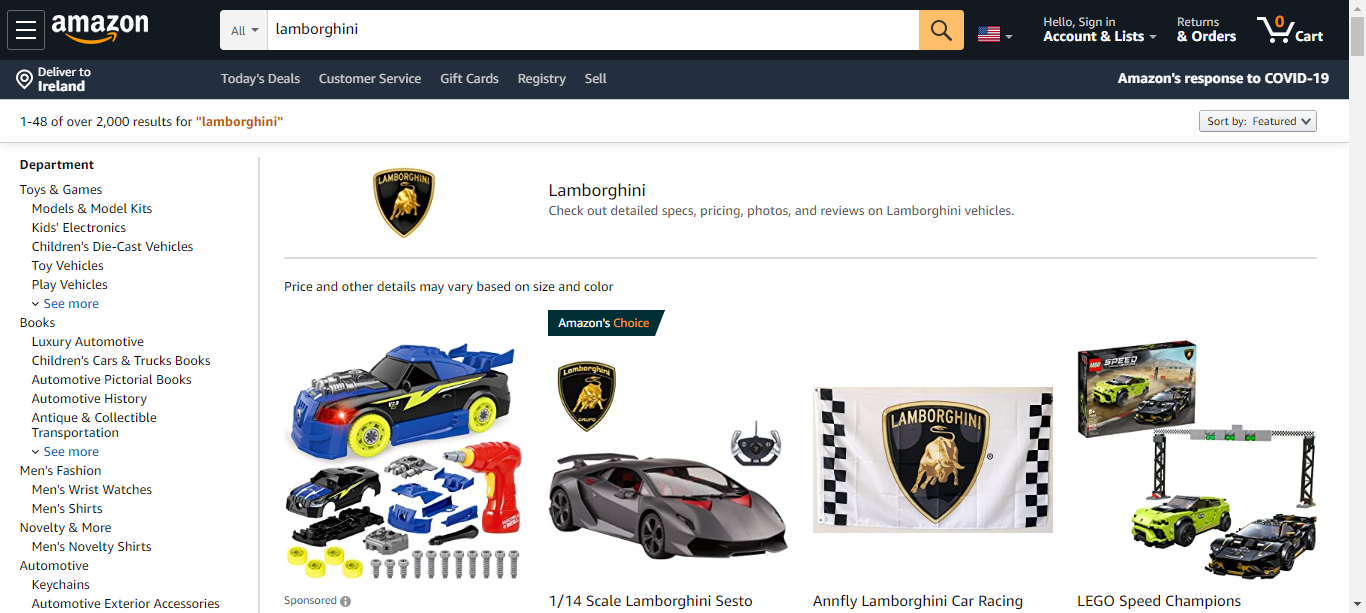 amazon
All
lamborghini
Hello, Sign in
Account & Lists
Returns
& Orders
0
Cart
Deliver to
Ireland
Today's Deals
Customer Service
Gift Cards
Registry
Sell
Amazon's response to COVID-19
1-48 of over 2,000 results for "lamborghini"
Sort by: Featured
Department
Toys & Games
Models & Model Kits
Kids' Electronics
Children's Die-Cast Vehicles
Toy Vehicles
Play Vehicles
See more
Books
Luxury Automotive
Children's Cars & Trucks Books
Automotive Pictorial Books
Automotive History
Antique & Collectible
Transportation
See more
Men's Fashion
Men's Wrist Watches
Men's Shirts
Novelty & More
Men's Novelty Shirts
Automotive
Keychains
Automotive Exterior Accessories
LAMBORGHINI
Lamborghini
Check out detailed specs, pricing, photos, and reviews on Lamborghini vehicles.
Price and other details may vary based on size and color
Sponsored
Amazon's Choice
LAMBORGHINI
1/14 Scale Lamborghini Sesto
LAMBORGHINI
®
Annfly Lamborghini Car Racing
LEGO
SPEED
LEGO Speed Champions